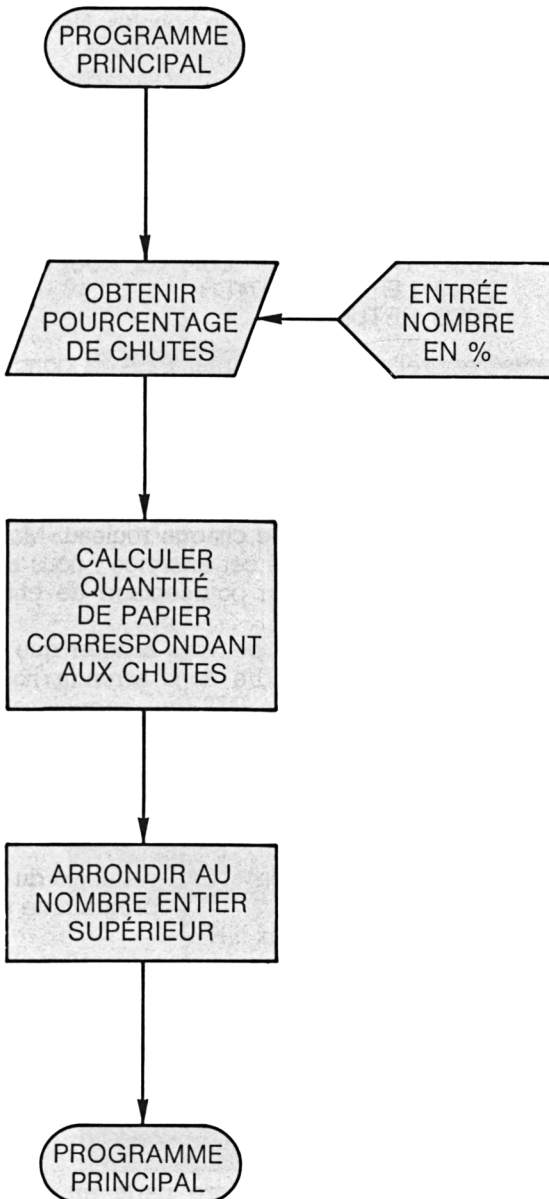 PROGRAMME
PRINCIPAL
OBTENIR
POURCENTAGE
DE CHUTES
ENTRÉE
NOMBRE
EN %
CALCULER
QUANTITÉ
DE PAPIER
CORRESPONDANT
AUX CHUTES
ARRONDIR AU
NOMBRE ENTIER
SUPÉRIEUR
PROGRAMME
PRINCIPAL